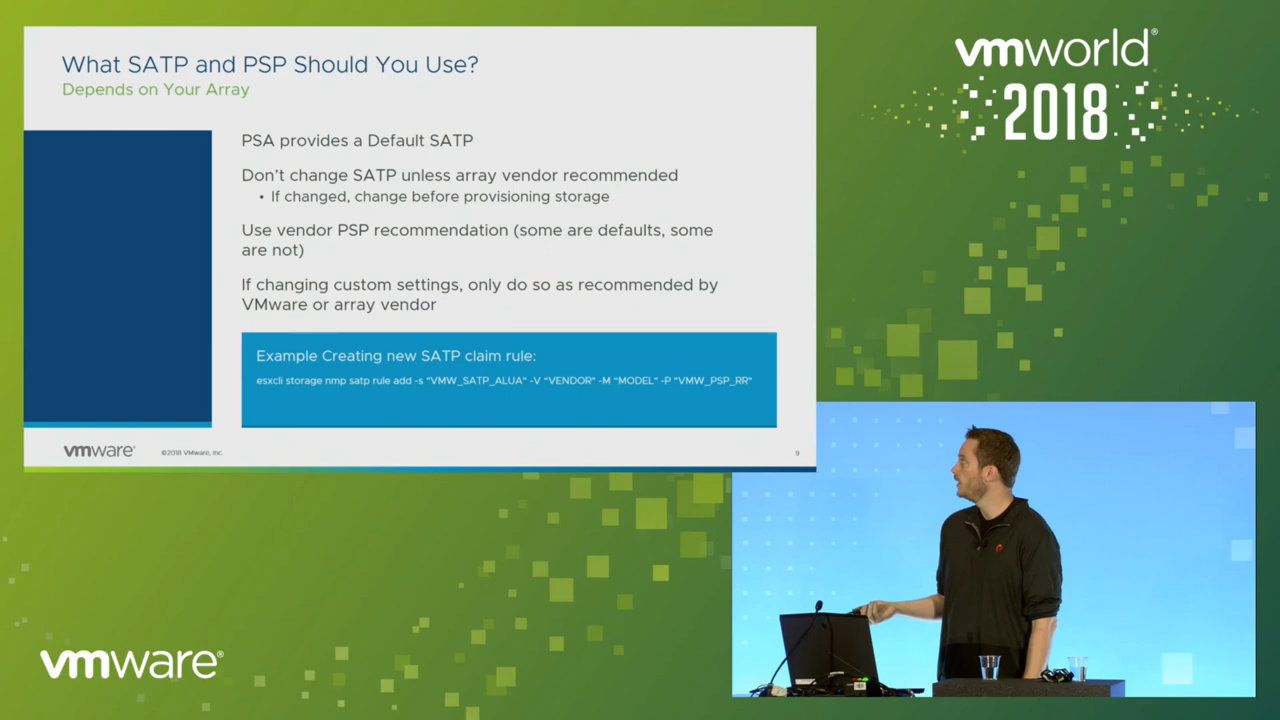 What SATP and PSP Should You Use?
Depends on Your Array
PSA provides a Default SATP
Don't change SATP unless array vendor recommended
• If changed, change before provisioning storage
Use vendor PSP recommendation (some are defaults, some
are not)
If changing custom settings, only do so as recommended by
VMware or array vendor
Example Creating new SATP claim rule:
esxcli storage nmp satp rule add -s "VMW_SATP_ALUA" -V "VENDOR" -M "MODEL" -P "VMW_PSP_RR"
vmware®
©2018 VMware, Inc.
9
vmworld®
2018
vmware®